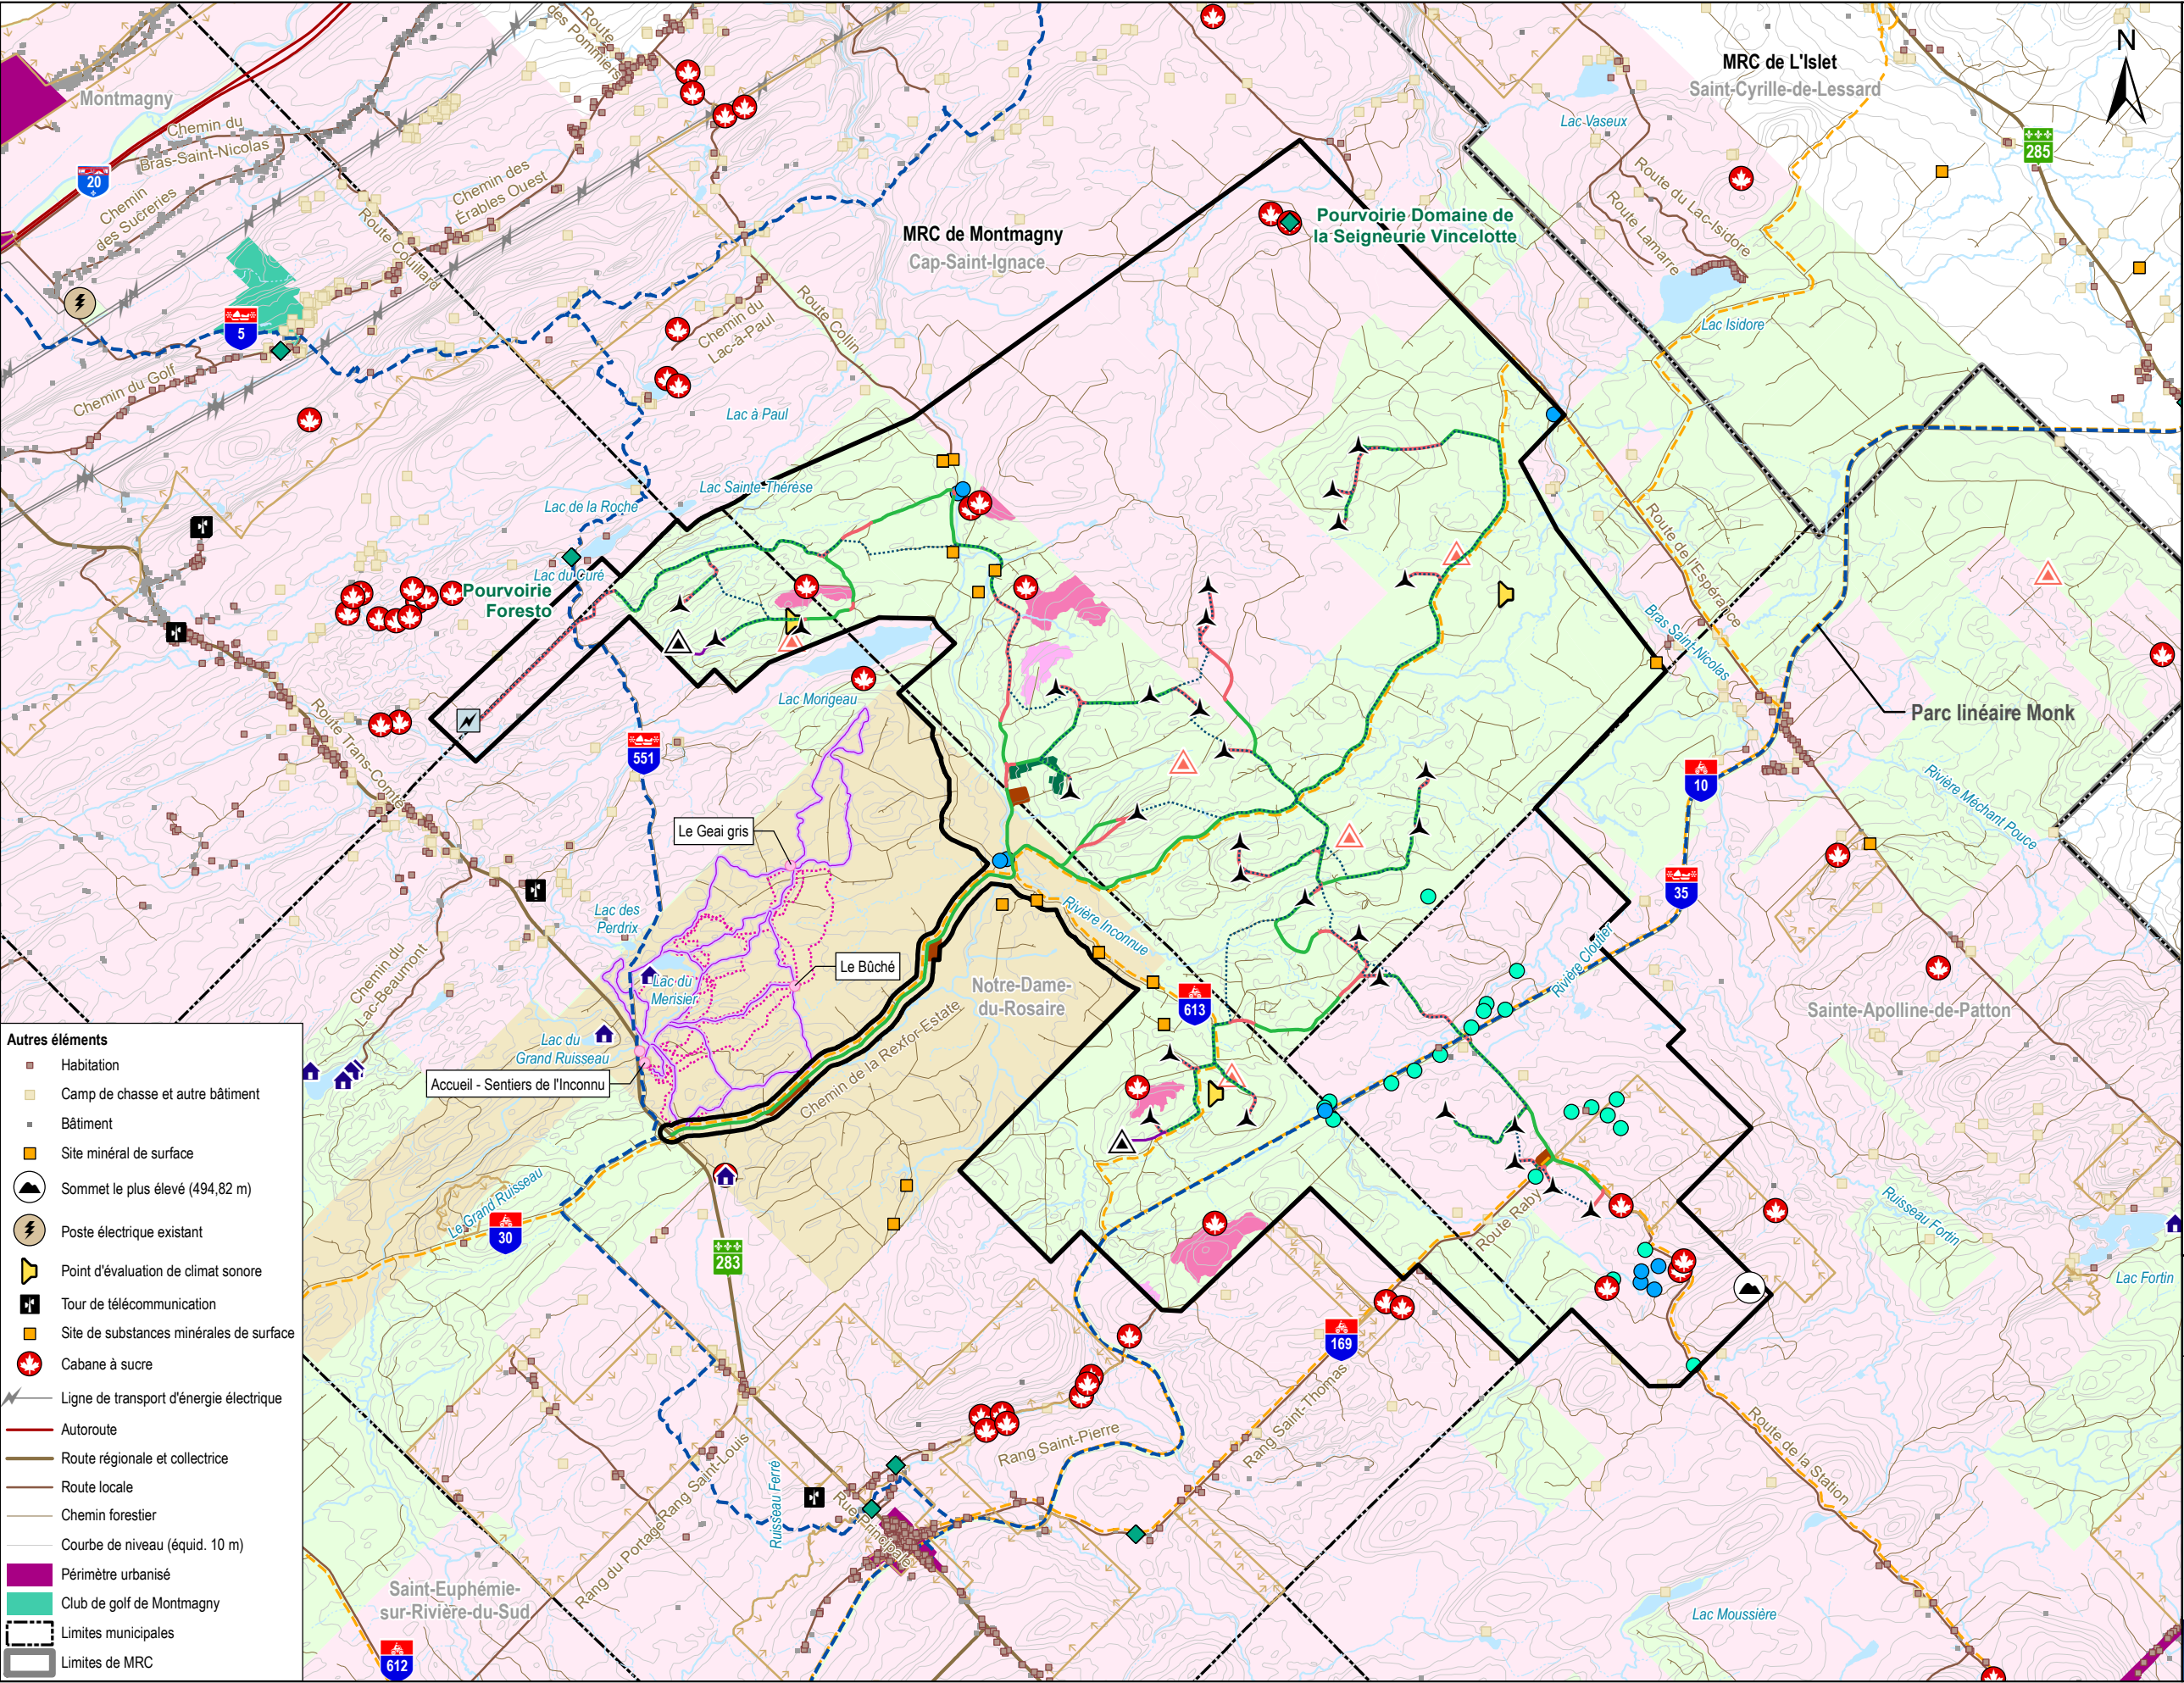 Route
des Pommiers
MRC de L'Islet
Saint-Cyrille-de-Lessard
N
Montmagny
Chemin du
Bras-Saint-Nicolas
Lac Vaseux
285
20
Chemin
des Sucreries
Chemin des
Érables Ouest
Route du Lac Isidore
Route Lamarre
Route Couillard
MRC de Montmagny
Cap-Saint-Ignace
Pourvoirie Domaine de
la Seigneurie Vincelotte
5
Chemin du
Lac-à-Paul
Route Collin
Lac Isidore
Chemin du Golf
Lac à Paul
Lac Sainte-Thérèse
Lac de la Roche
Route de l'Espérance
Lac du Curé
Pourvoirie
Foresto
Bras Saint-Nicolas
Lac Morigeau
Route Trans-Comté
Parc linéaire Monk
551
10
Rivière Méchant Pouce
Le Geai gris
35
Lac des
Perdrix
Rivière Inconnue
Chemin du
Lac-Beaumont
Le Bûché
Lac du
Merisier
Notre-Dame-
du-Rosaire
613
Rivière Cloutier
Sainte-Apolline-de-Patton
Lac du
Grand Ruisseau
Accueil - Sentiers de l'Inconnu
Chemin de la Rexfor-Estate
Le Grand Ruisseau
30
283
Route Raby
Ruisseau Fortin
Lac Fortin
169
Rang Saint-Thomas
Rang Saint-Pierre
Route de la Station
Rang Saint-Louis
Rang du Portage
Ruisseau Ferré
Rue Principale
Saint-Euphémie-
sur-Rivière-du-Sud
Lac Moussière
612
Autres éléments
Habitation
Camp de chasse et autre bâtiment
Bâtiment
Site minéral de surface
Sommet le plus élevé (494,82 m)
Poste électrique existant
Point d'évaluation de climat sonore
Tour de télécommunication
Site de substances minérales de surface
Cabane à sucre
Ligne de transport d'énergie électrique
Autoroute
Route régionale et collectrice
Route locale
Chemin forestier
Courbe de niveau (équid. 10 m)
Périmètre urbanisé
Club de golf de Montmagny
Limites municipales
Limites de MRC